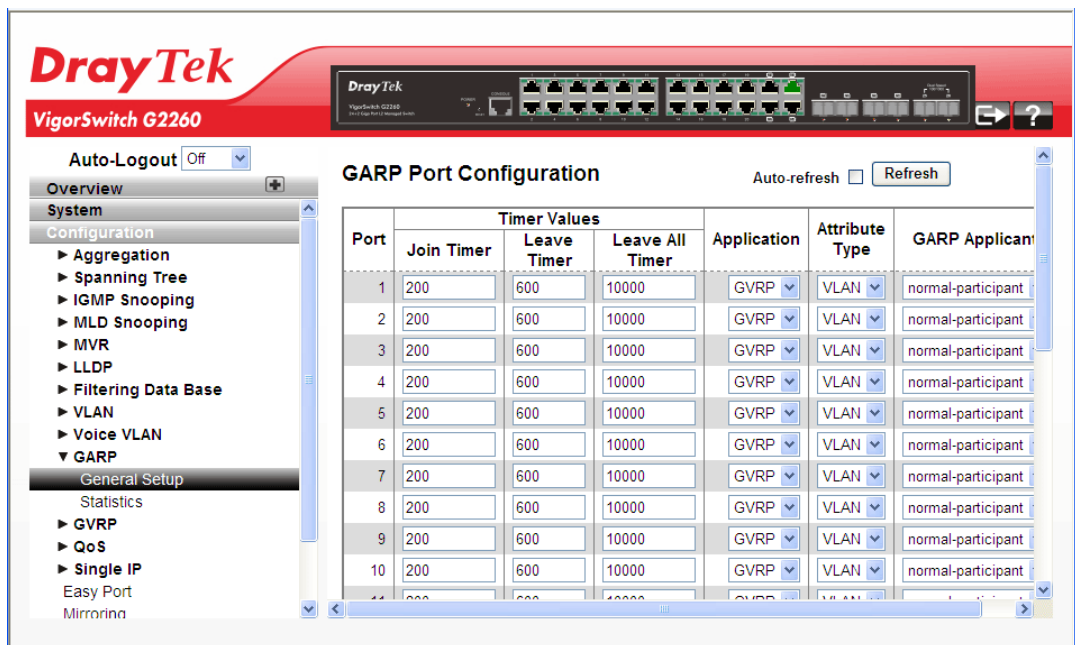 DrayTek
VigorSwitch G2260
DrayTek
VigorSwitch G2260
Auto-Logout Off
Overview
System
Configuration
Aggregation
Spanning Tree
IGMP Snooping
MLD Snooping
MVR
LLDP
Filtering Data Base
VLAN
Voice VLAN
GARP
General Setup
Statistics
GVRP
QoS
Single IP
Easy Port
Mirroring
GARP Port Configuration
Auto-refresh Refresh
Port Timer Values Application Attribute Type GARP Applicant
Join Timer Leave Timer Leave All Timer
1 200 600 10000 GVRP VLAN normal-participant
2 200 600 10000 GVRP VLAN normal-participant
3 200 600 10000 GVRP VLAN normal-participant
4 200 600 10000 GVRP VLAN normal-participant
5 200 600 10000 GVRP VLAN normal-participant
6 200 600 10000 GVRP VLAN normal-participant
7 200 600 10000 GVRP VLAN normal-participant
8 200 600 10000 GVRP VLAN normal-participant
9 200 600 10000 GVRP VLAN normal-participant
10 200 600 10000 GVRP VLAN normal-participant